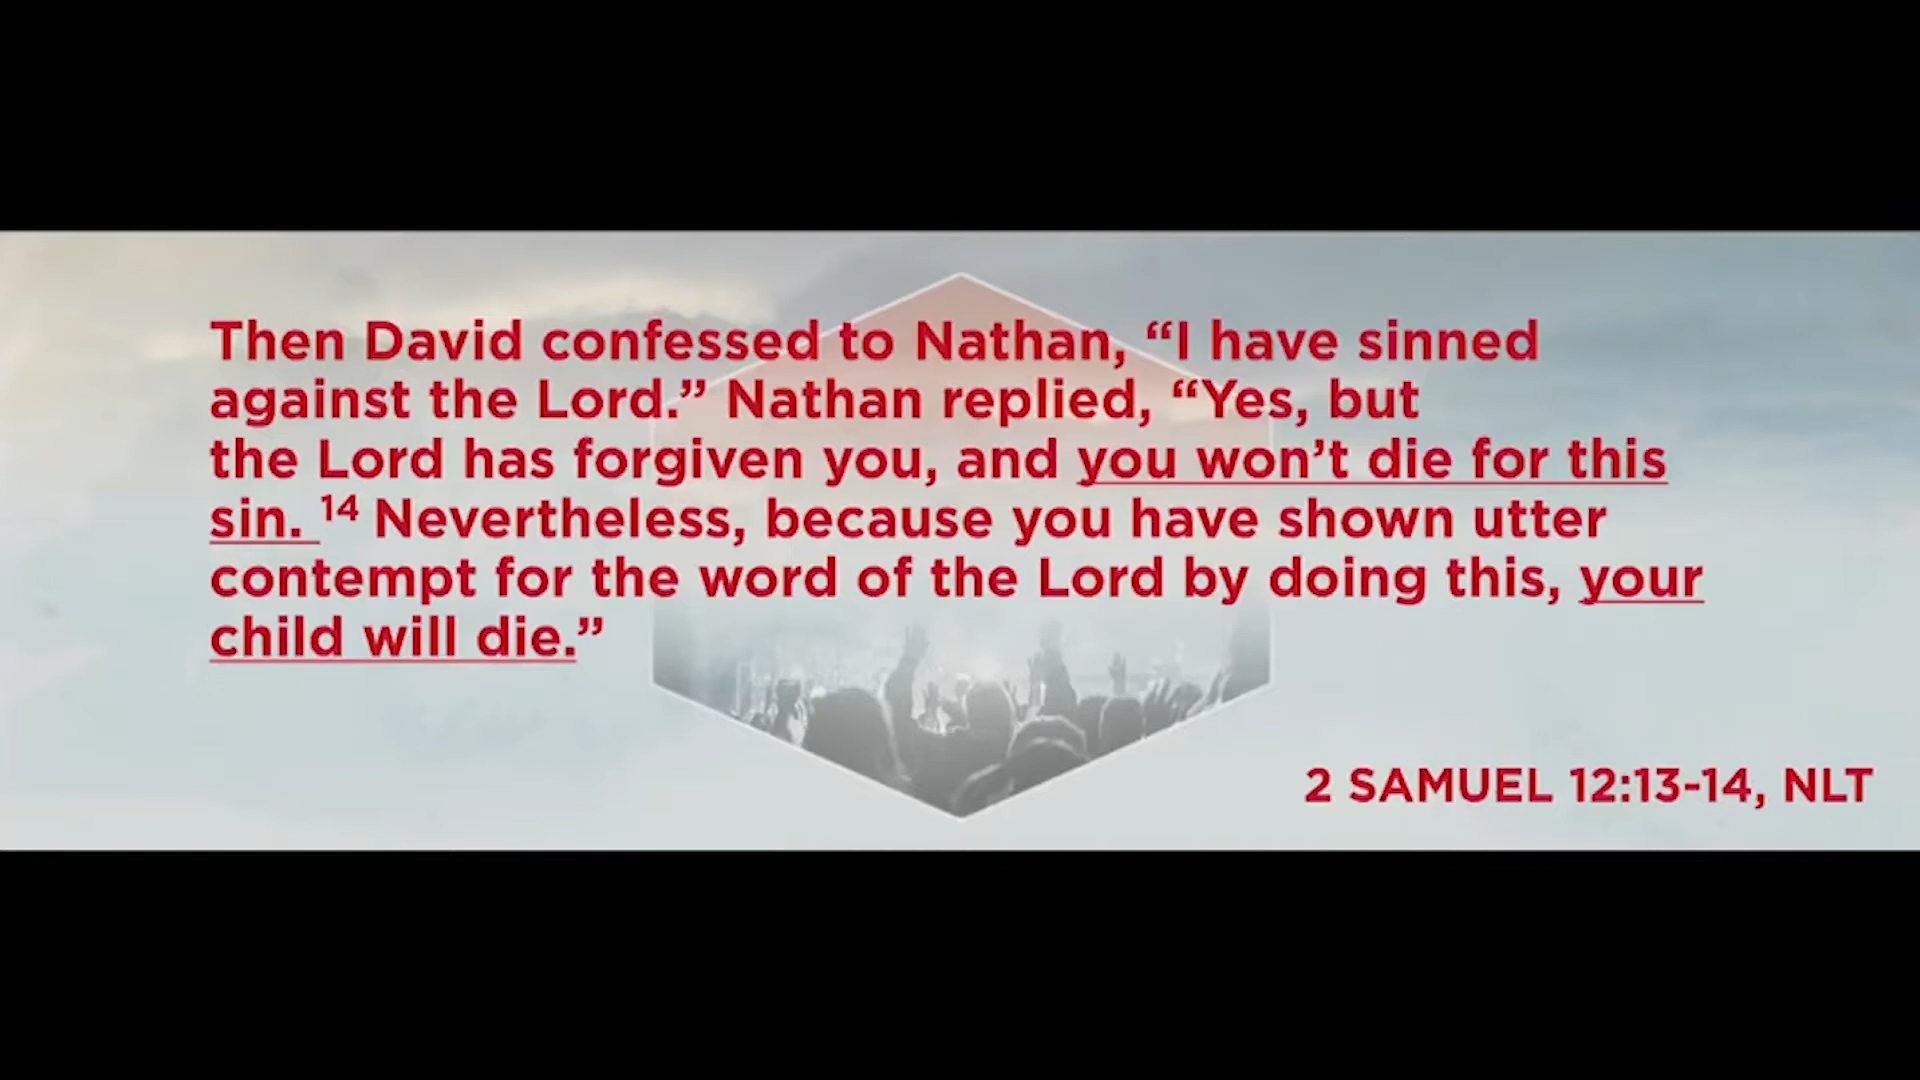 Then David confessed to Nathan, “I have sinned
against the Lord.” Nathan replied, “Yes, but
the Lord has forgiven you, and you won’t die for this
sin. 14 Nevertheless, because you have shown utter
contempt for the word of the Lord by doing this, your
child will die.”
2 SAMUEL 12:13-14, NLT